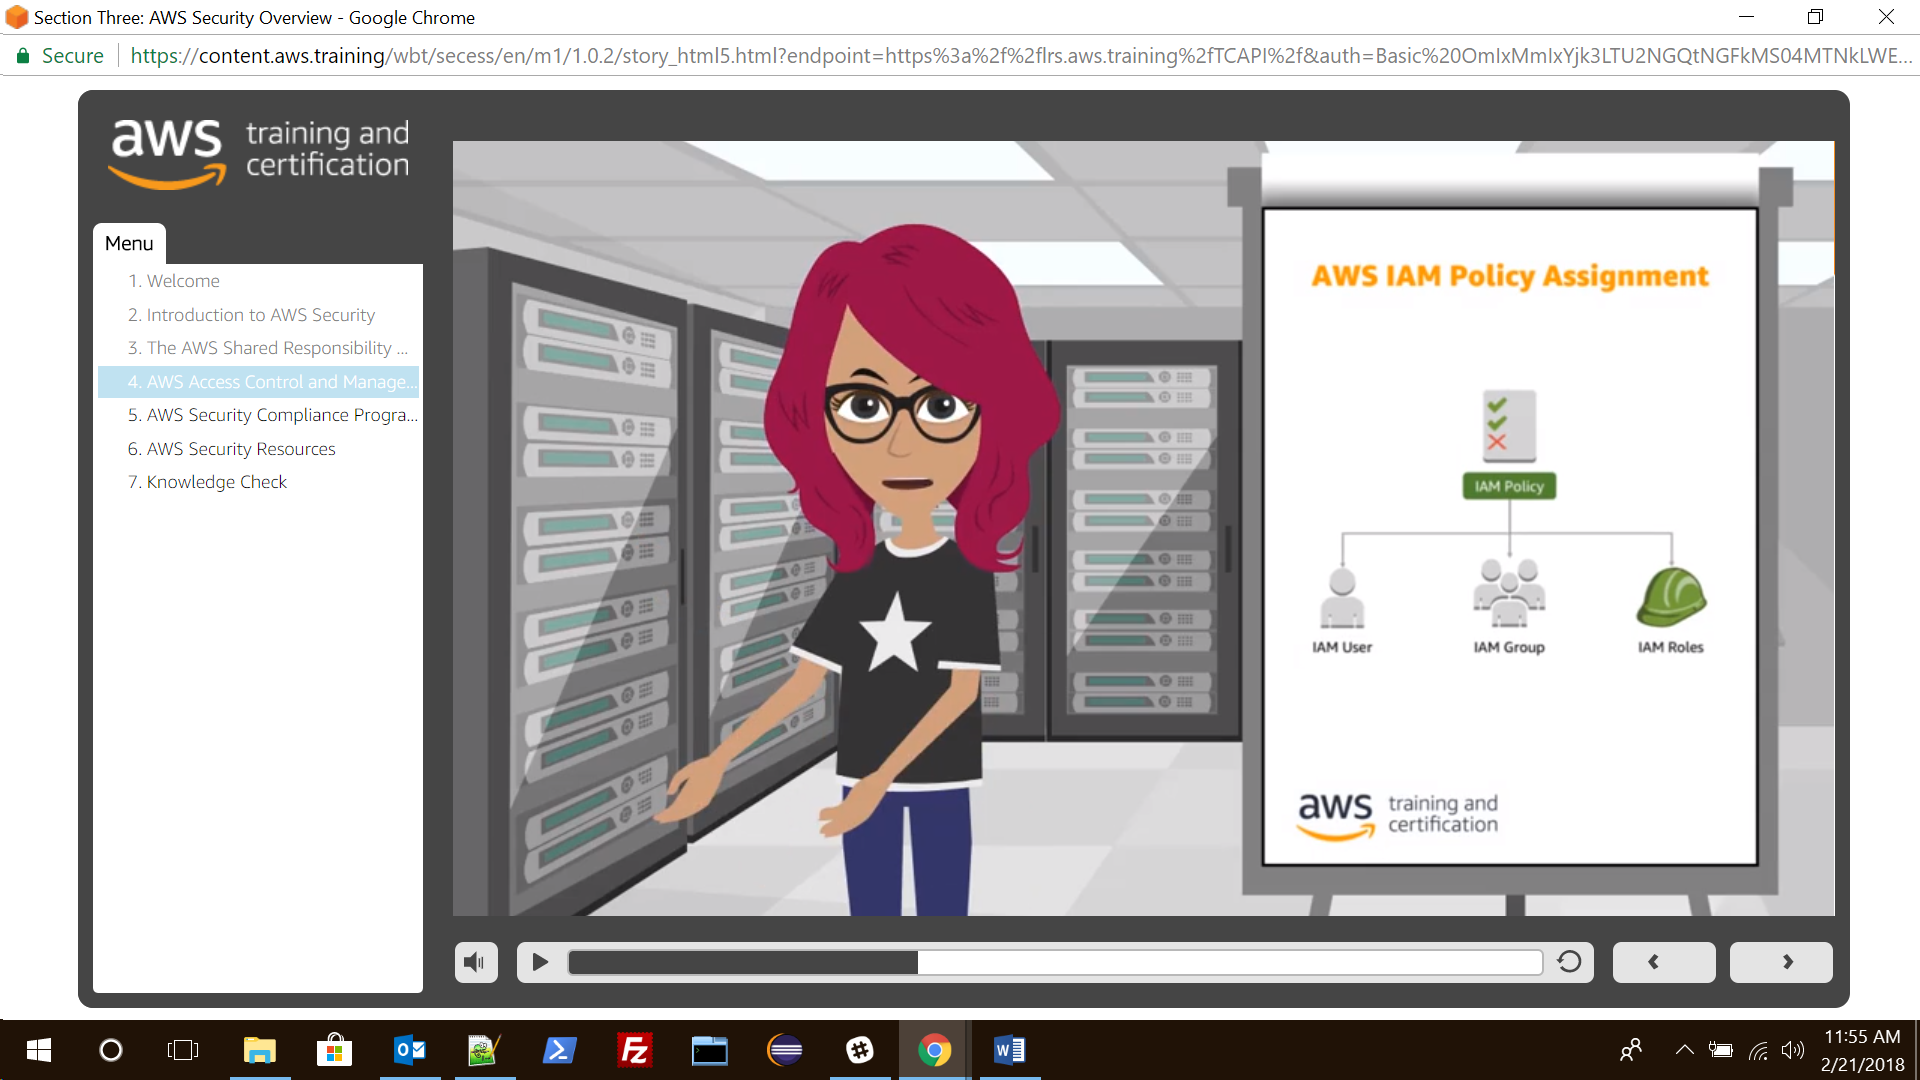 Section Three: AWS Security Overview - Google Chrome
Secure
https://content.aws.training/wbt/secess/en/m1/1.0.2/story_html5.html?endpoint=https%3a%2f%2flrs.aws.training%2fTCAPI%2f&auth=Basic%20OmIxMmIxYjk3LTU2NGQtNGFkMS04MTNkLWE...
aws training and
certification
Menu
1. Welcome
2. Introduction to AWS Security
3. The AWS Shared Responsibility ...
4. AWS Access Control and Manage...
5. AWS Security Compliance Progra...
6. AWS Security Resources
7. Knowledge Check
AWS IAM Policy Assignment
IAM Policy
IAM User
IAM Group
IAM Roles
aws training and
certification
11:55 AM
2/21/2018